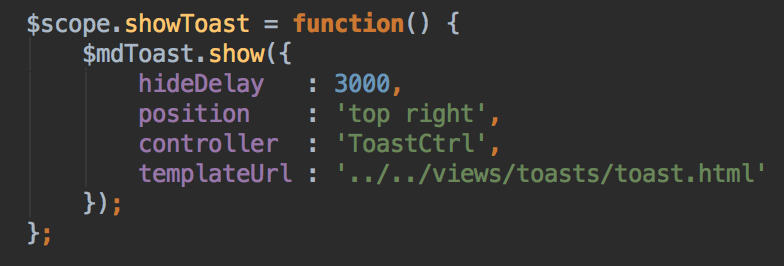 $scope.showToast = function() {
    $mdToast.show({
        hideDelay   : 3000,
        position    : 'top right',
        controller  : 'ToastCtrl',
        templateUrl : '../../views/toasts/toast.html'
    });
};